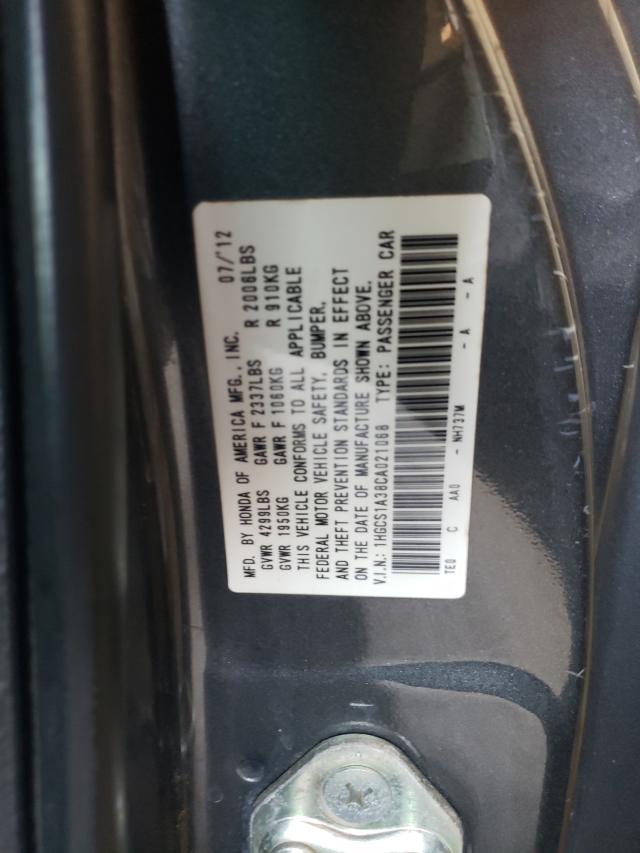 MFD. BY HONDA OF AMERICA MFG., INC. 07/'12
GVWR 4299LBS GAWR F 2337LBS R 2006LBS
GVWR 1950KG GAWR F 1060KG R 910KG
THIS VEHICLE CONFORMS TO ALL APPLICABLE
FEDERAL MOTOR VEHICLE SAFETY, BUMPER,
AND THEFT PREVENTION STANDARDS IN EFFECT
ON THE DATE OF MANUFACTURE SHOWN ABOVE.
V.I.N.: 1HGCS1A38CA021068 TYPE: PASSENGER CAR
TE0 C AA0 - NH737M - A - A